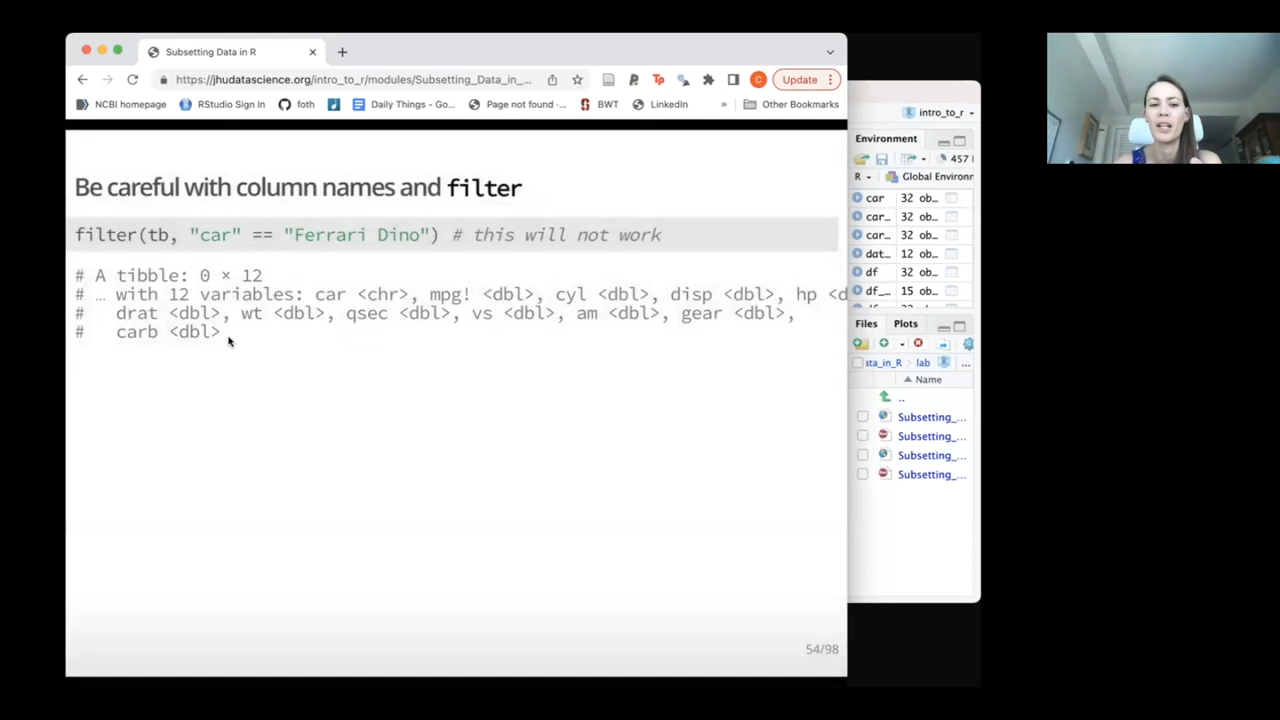 Subsetting Data in R
https://jhudatascience.org/intro_to_r/modules/Subsetting_Data_in_...
Update
NCBI homepage
RStudio Sign In
foth
Daily Things - Go...
Page not found -...
BWT
LinkedIn
»
Other Bookmarks
Be careful with column names and filter
filter(tb, "car" == "Ferrari Dino") # this will not work
# A tibble: 0 × 12
# … with 12 variables: car <chr>, mpg! <dbl>, cyl <dbl>, disp <dbl>, hp <d
# drat <dbl>, wt <dbl>, qsec <dbl>, vs <dbl>, am <dbl>, gear <dbl>,
# carb <dbl>
54/98
intro_to_r
Environment
457
R
Global Environr
car 32 ob...
car... 32 ob...
car... 32 ob...
dat... 12 ob...
df 32 ob...
df_... 15 ob...
Files Plots
ata_in_R lab ...
Name
..
Subsetting_...
Subsetting_...
Subsetting_...
Subsetting_...